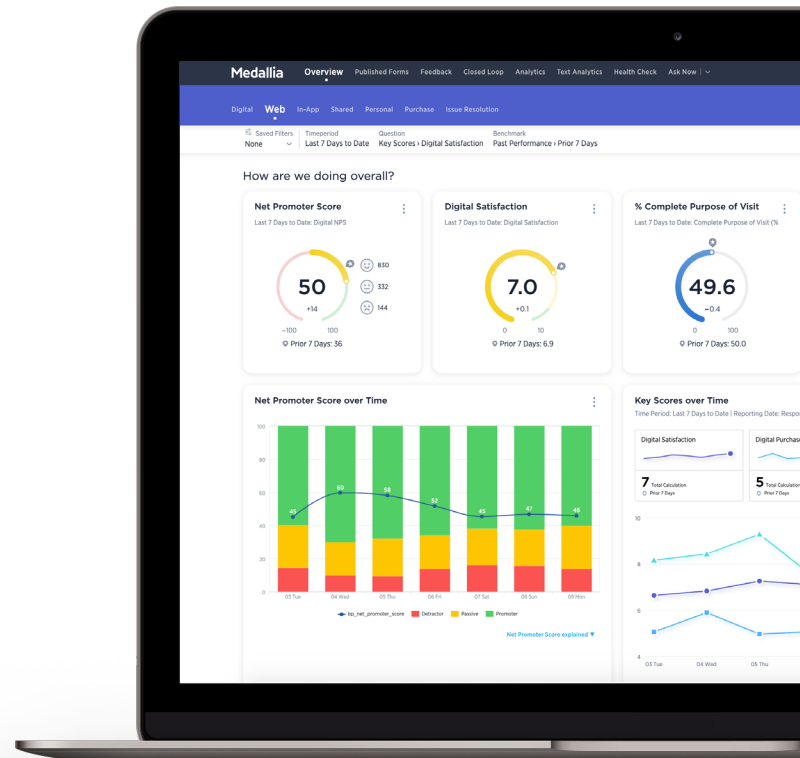 Medallia Overview Published Forms Feedback Closed Loop Analytics Text Analytics Health Check Ask Now
Digital Web In-App Shared Personal Purchase Issue Resolution
Saved Filters Timeperiod Question Benchmark
None Last 7 Days to Date Key Scores › Digital Satisfaction Past Performance › Prior 7 Days
How are we doing overall?
Net Promoter Score
Last 7 Days to Date: Digital NPS
50
+14
-100 100
Prior 7 Days: 36
830
332
144
Digital Satisfaction
Last 7 Days to Date: Digital Satisfaction
7.0
+0.1
0 10
Prior 7 Days: 6.9
% Complete Purpose of Visit
Last 7 Days to Date: Complete Purpose of Visit (%
49.6
-0.4
0 100
Prior 7 Days: 50.0
Net Promoter Score over Time
100
80
60
40
20
0
45 60 58 52 45 47 46
03 Tue 04 Wed 05 Thu 06 Fri 07 Sat 08 Sun 09 Mon
Detractor Passive Promoter
Net Promoter Score explained ▼
Key Scores over Time
Time Period: Last 7 Days to Date | Reporting Date: Respo
Digital Satisfaction
7 Total Calculation
Prior 7 Days
Digital Purchas
5 Total Calculation
Prior 7 Days
10
8
6
4
03 Tue 04 Wed 05 Thu